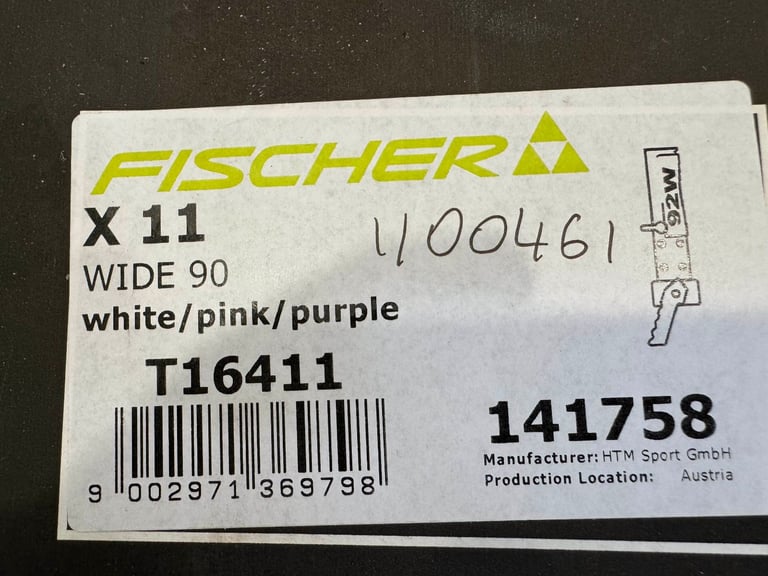 FISCHER
X 11
1100461
WIDE 90
white/pink/purple
92W
T16411
9 002971 369798
141758
Manufacturer: HTM Sport GmbH
Production Location: Austria